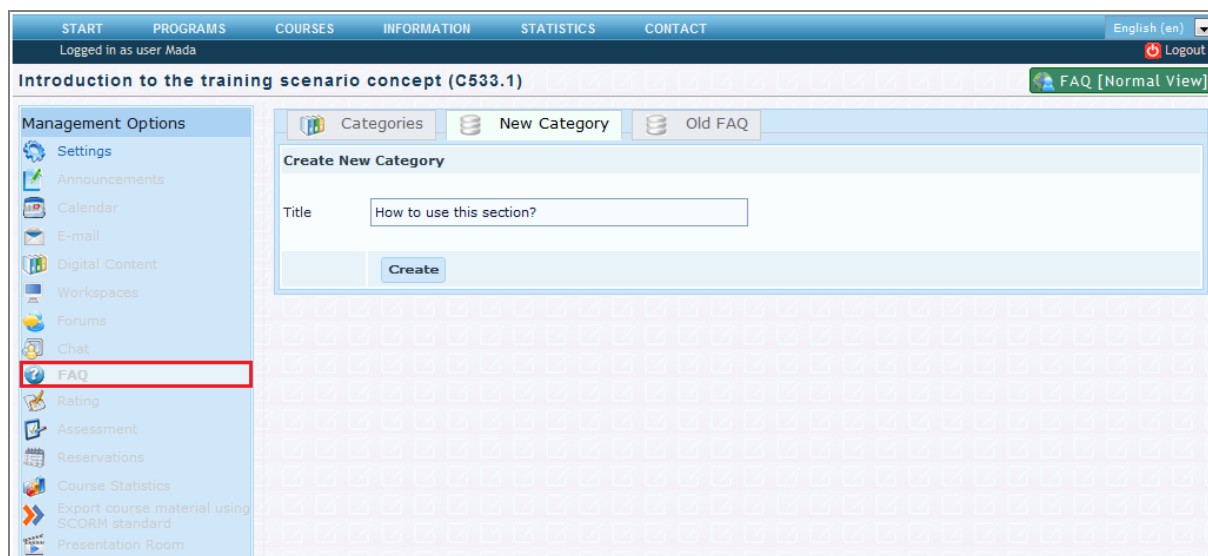 START PROGRAMS COURSES INFORMATION STATISTICS CONTACT English (en)
Logged in as user Mada Logout
Introduction to the training scenario concept (C533.1) FAQ [Normal View]
Management Options
Settings
Announcements
Calendar
E-mail
Digital Content
Workspaces
Forums
Chat
FAQ
Rating
Assessment
Reservations
Course Statistics
Export course material using
SCORM standard
Presentation Room
Categories New Category Old FAQ
Create New Category
Title How to use this section?
Create